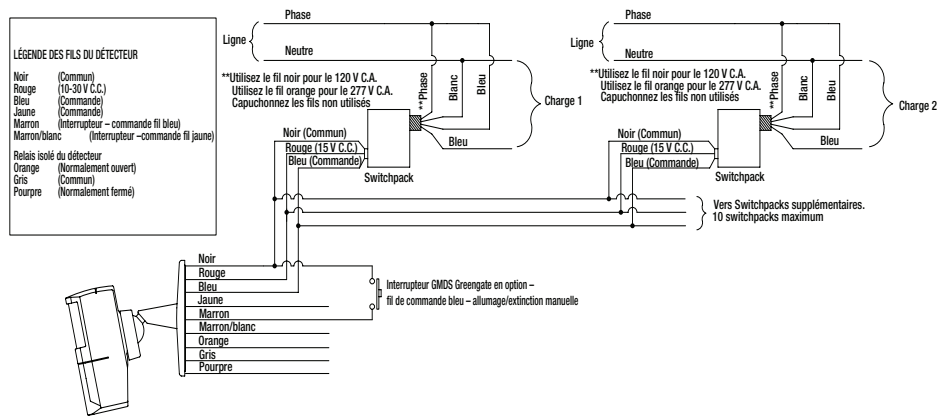 LÉGENDE DES FILS DU DÉTECTEUR
Noir (Commun)
Rouge (10-30 V C.C.)
Bleu (Commande)
Jaune (Commande)
Marron (Interrupteur – commande fil bleu)
Marron/blanc (Interrupteur –commande fil jaune)
Relais isolé du détecteur
Orange (Normalement ouvert)
Gris (Commun)
Pourpre (Normalement fermé)
Phase
Ligne
Neutre
**Utilisez le fil noir pour le 120 V C.A.
Utilisez le fil orange pour le 277 V C.A.
Capuchonnez les fils non utilisés
**Phase
Blanc
Bleu
Charge 1
Noir (Commun)
Rouge (15 V C.C.)
Bleu (Commande)
Bleu
Switchpack
Phase
Ligne
Neutre
**Utilisez le fil noir pour le 120 V C.A.
Utilisez le fil orange pour le 277 V C.A.
Capuchonnez les fils non utilisés
**Phase
Blanc
Bleu
Charge 2
Noir (Commun)
Rouge (15 V C.C.)
Bleu (Commande)
Bleu
Switchpack
Vers Switchpacks supplémentaires.
10 switchpacks maximum
Noir
Rouge
Bleu
Jaune
Marron
Marron/blanc
Orange
Gris
Pourpre
Interrupteur GMDS Greengate en option –
fil de commande bleu – allumage/extinction manuelle